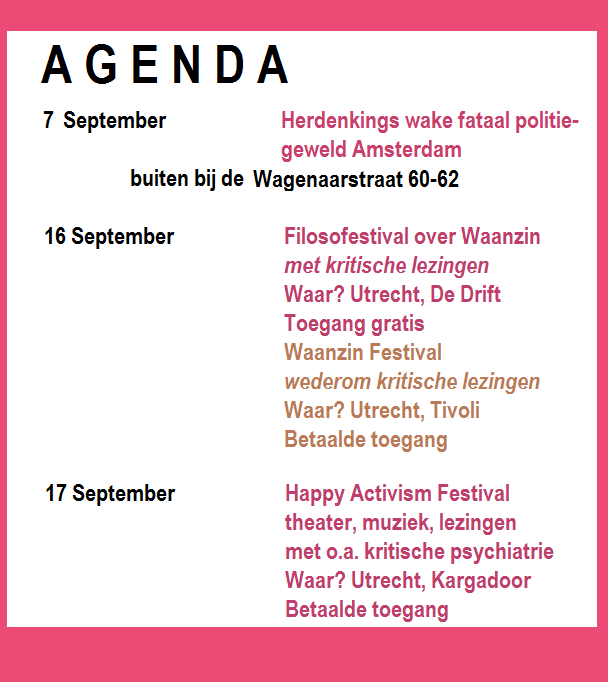 AGENDA
7 September Herdenkings wake fataal politie-
geweld Amsterdam
buiten bij de Wagenaarstraat 60-62
16 September Filosofestival over Waanzin
met kritische lezingen
Waar? Utrecht, De Drift
Toegang gratis
Waanzin Festival
wederom kritische lezingen
Waar? Utrecht, Tivoli
Betaalde toegang
17 September Happy Activism Festival
theater, muziek, lezingen
met o.a. kritische psychiatrie
Waar? Utrecht, Kargadoor
Betaalde toegang